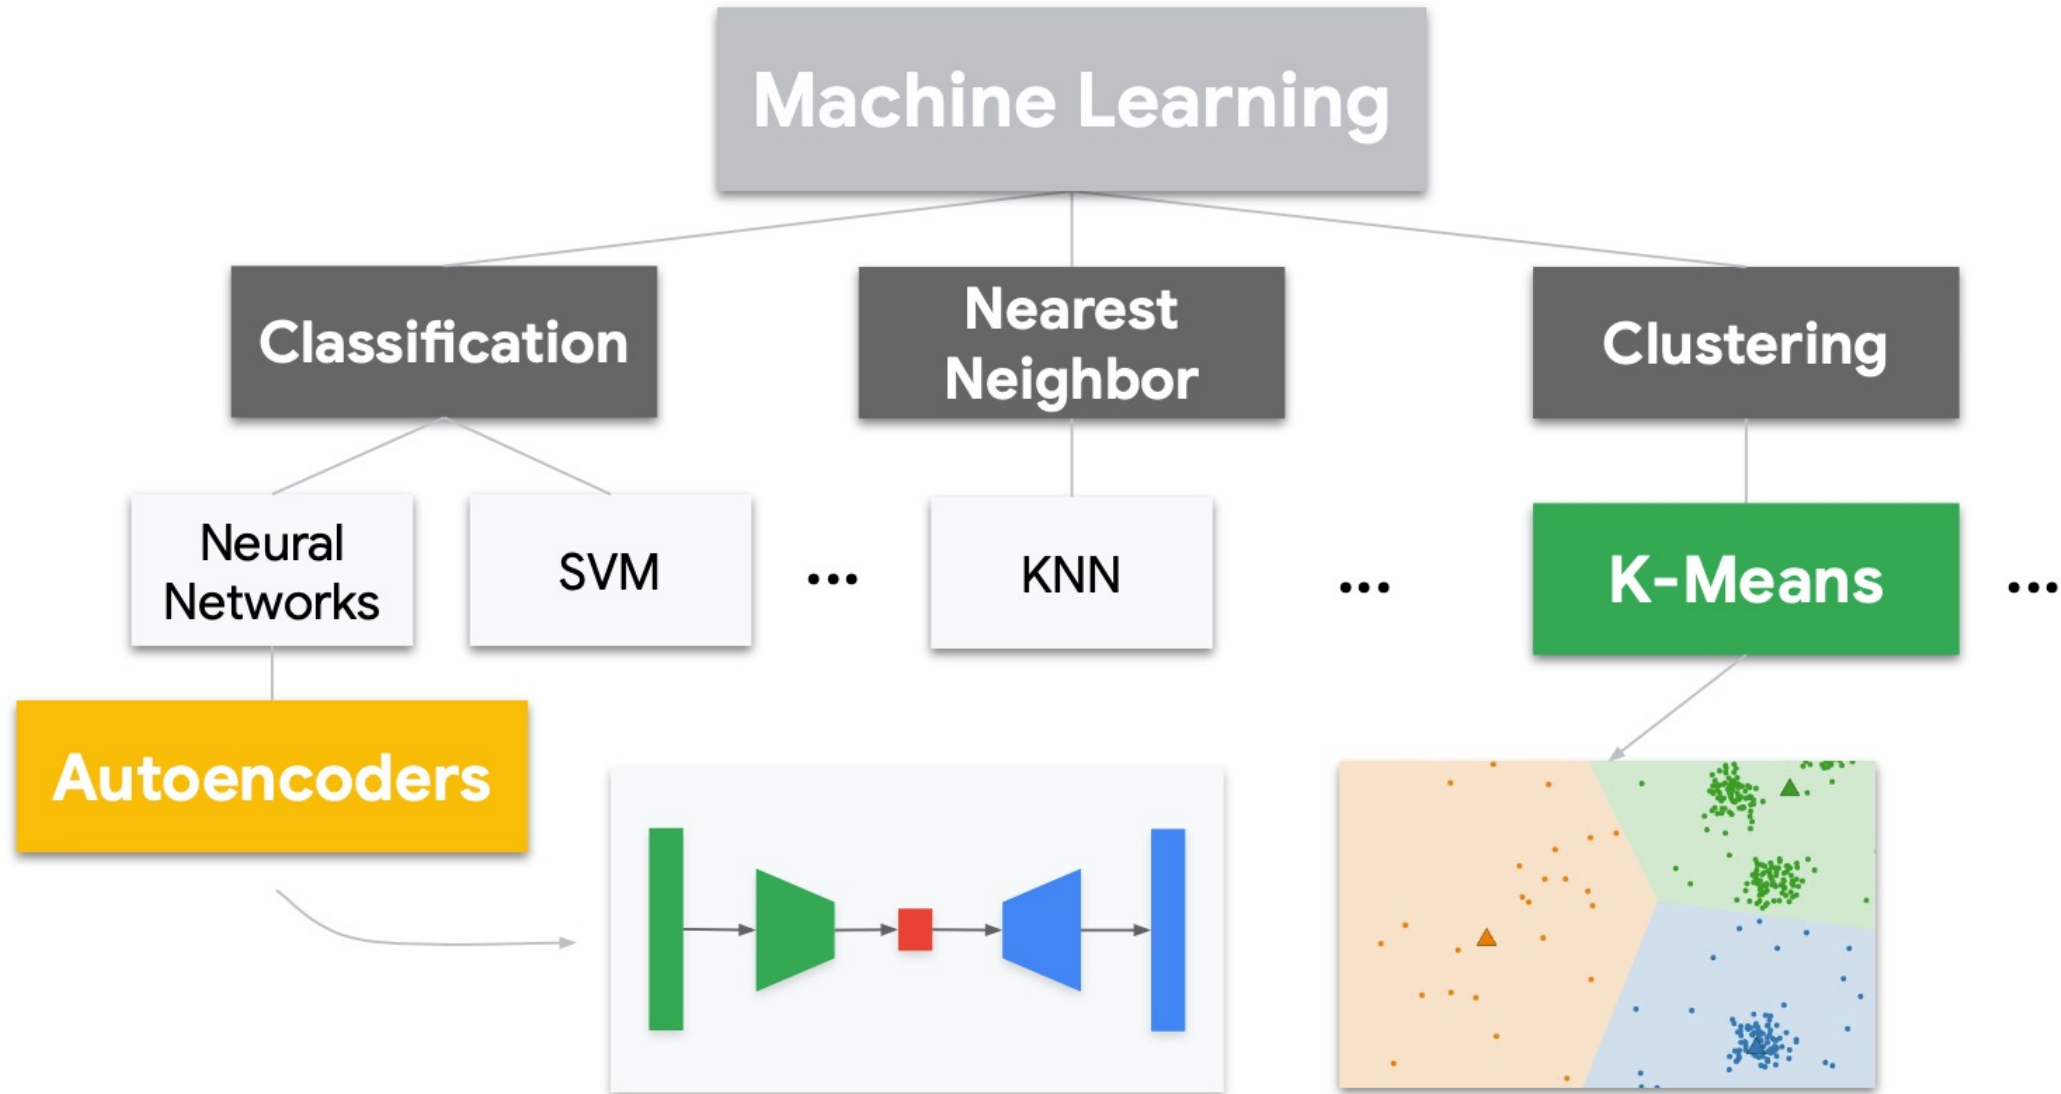 Machine Learning
Classification
Nearest
Neighbor
Clustering
Neural
Networks
SVM
...
KNN
...
K-Means
...
Autoencoders